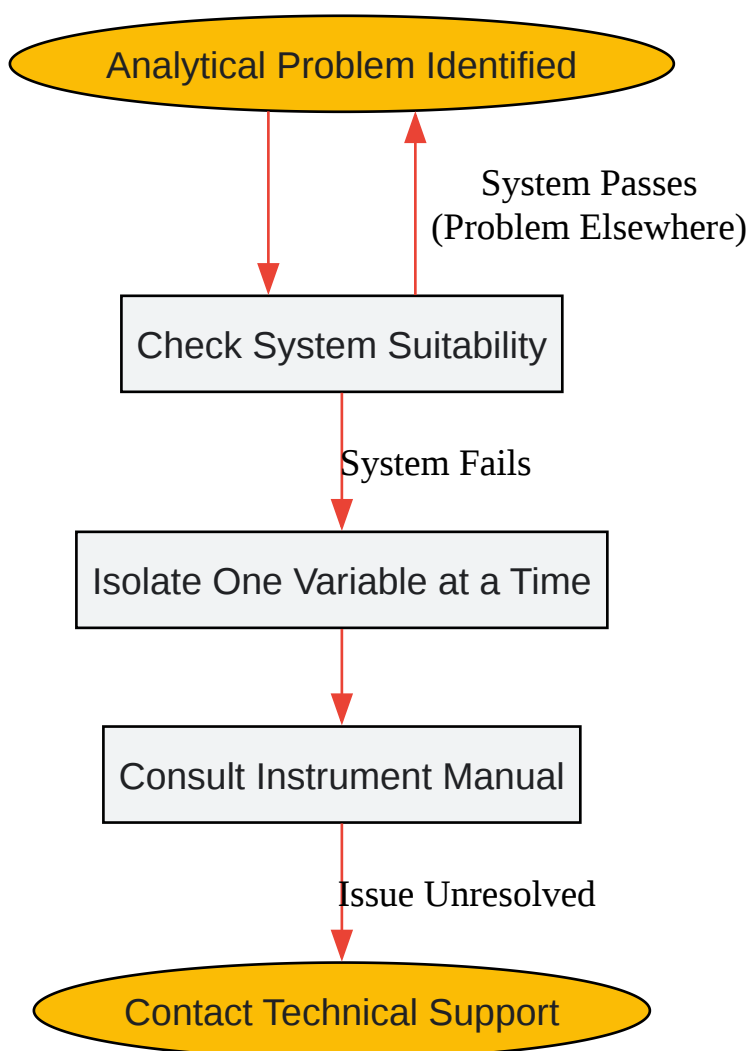 Analytical Problem Identified
System Passes
(Problem Elsewhere)
Check System Suitability
System Fails
Isolate One Variable at a Time
Consult Instrument Manual
Issue Unresolved
Contact Technical Support